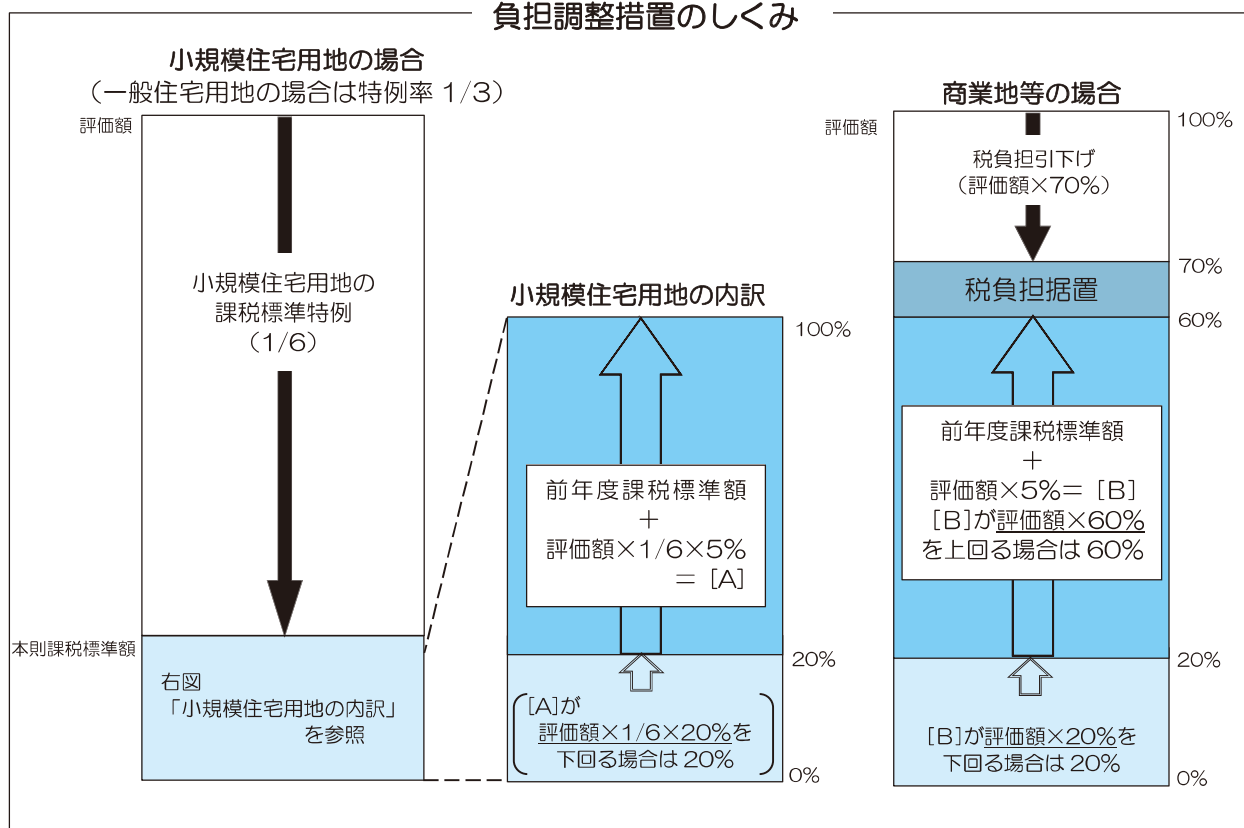 負担調整措置のしくみ
小規模住宅用地の場合
(一般住宅用地の場合は特例率 1/3)
評価額
小規模住宅用地の
課税標準特例
(1/6)
本則課税標準額
右図
「小規模住宅用地の内訳」
を参照
小規模住宅用地の内訳
100%
前年度課税標準額
+
評価額×1/6×5%
= [A]
20%
[A]が
評価額×1/6×20%を
下回る場合は 20%
0%
商業地等の場合
評価額
100%
税負担引下げ
(評価額×70%)
70%
税負担据置
60%
前年度課税標準額
+
評価額×5%= [B]
[B]が評価額×60%
を上回る場合は 60%
20%
[B]が評価額×20%を
下回る場合は 20%
0%